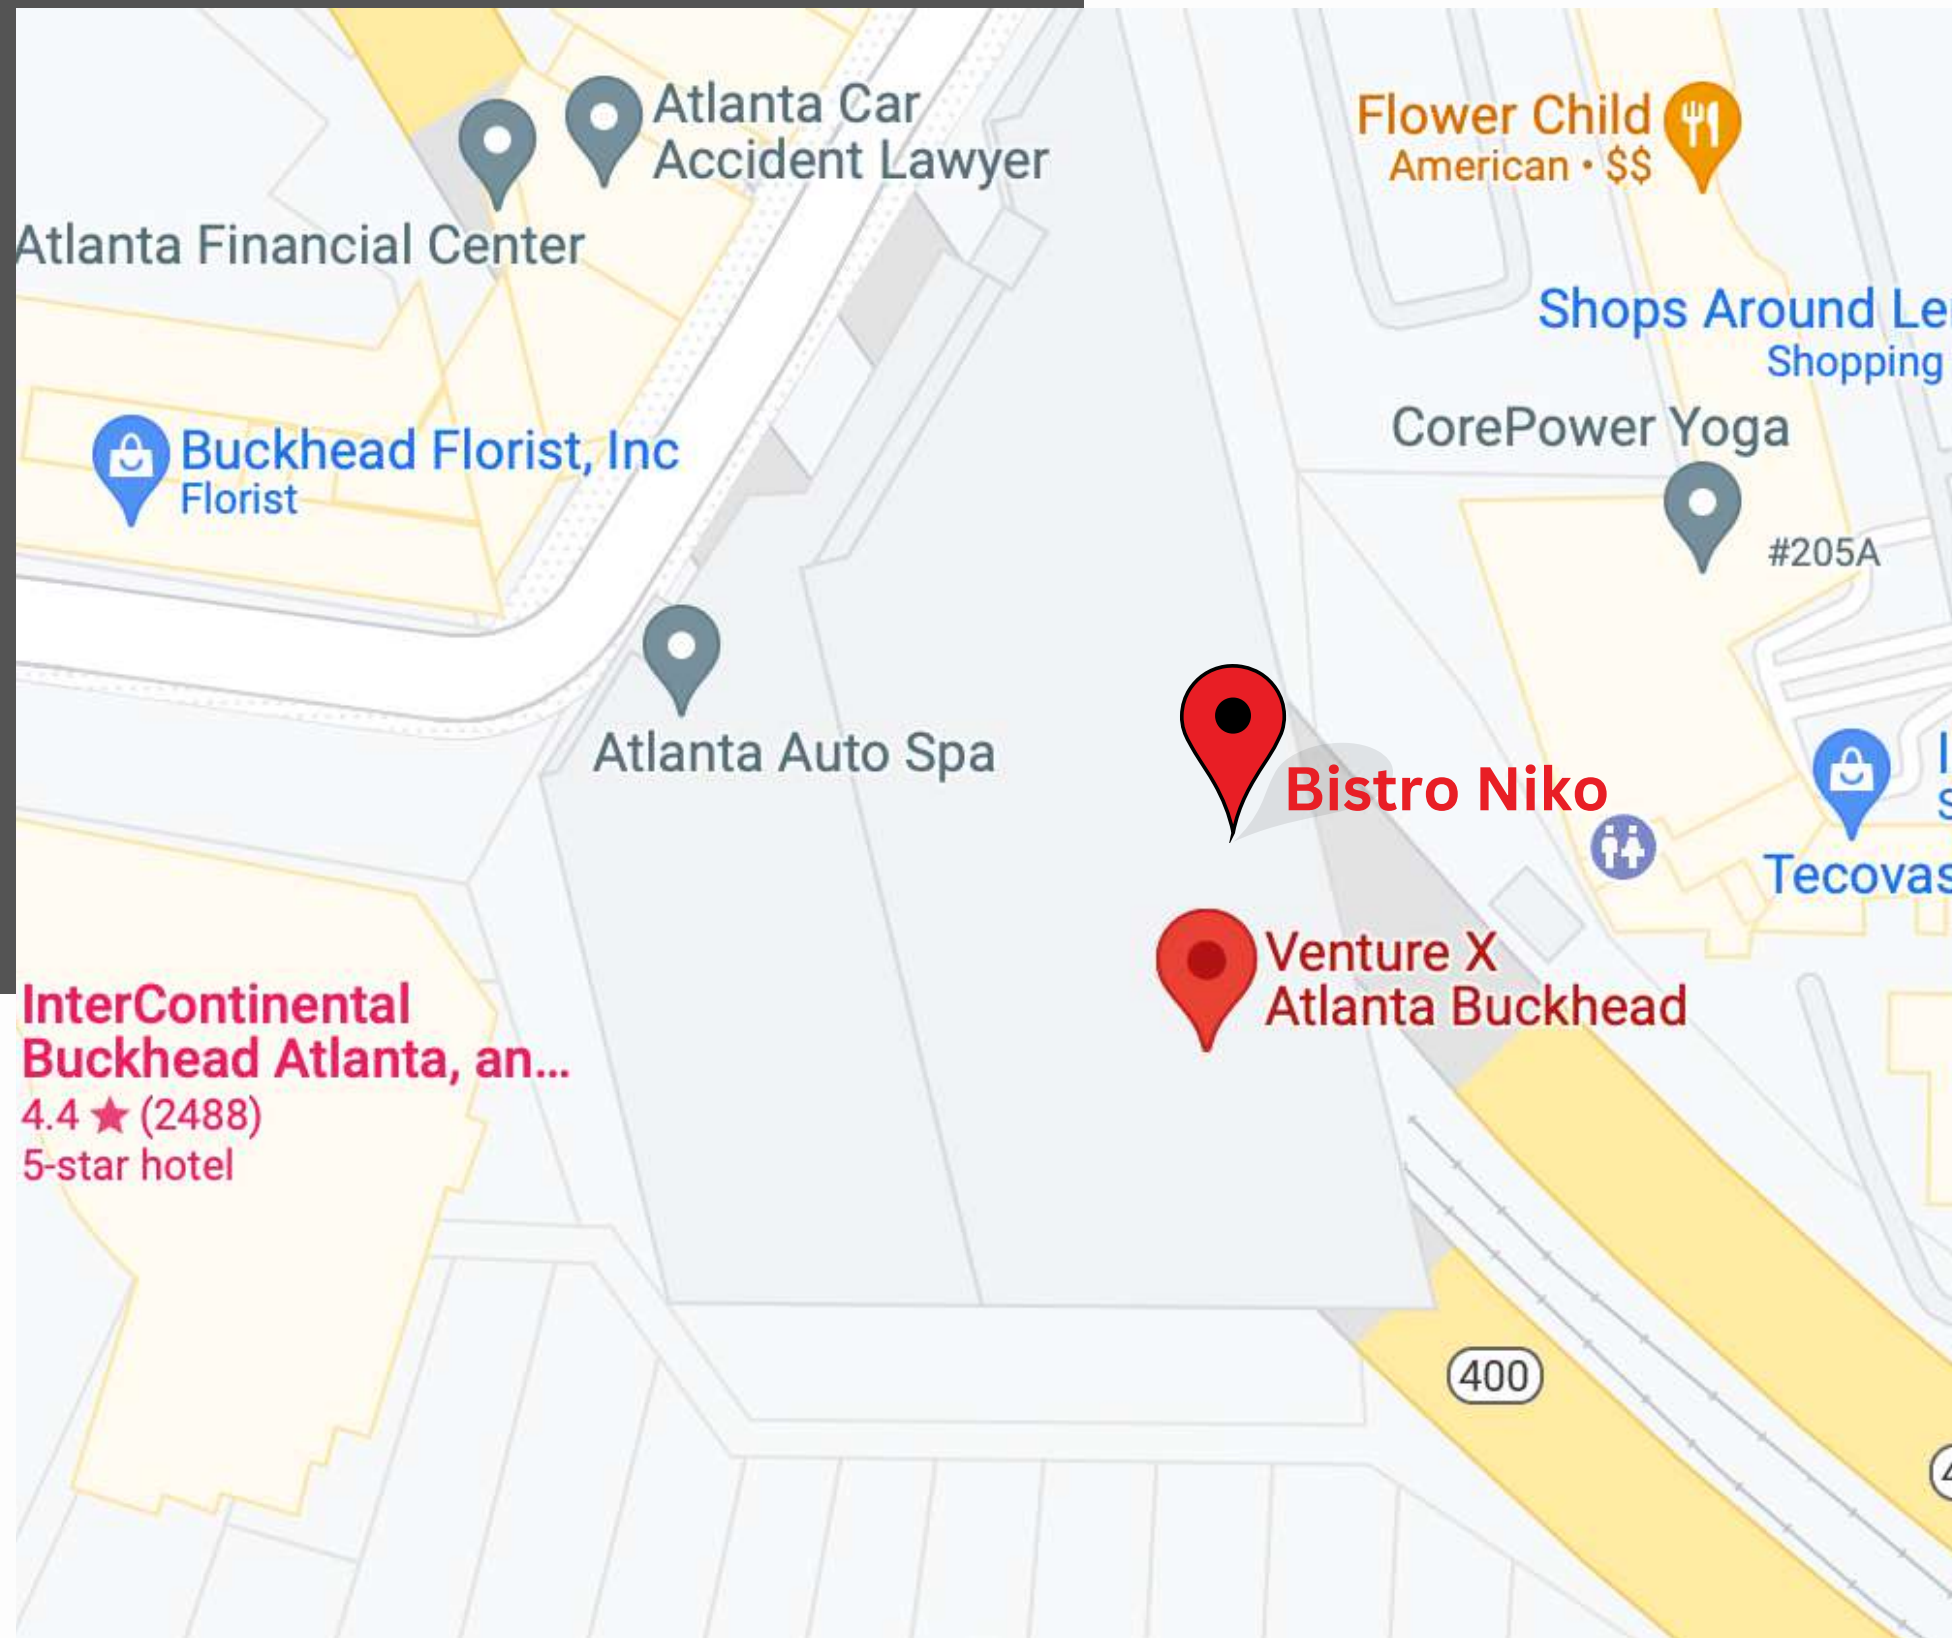 Atlanta Car
Accident Lawyer
Flower Child
American • $$
Atlanta Financial Center
Shops Around Le
Shopping
CorePower Yoga
Buckhead Florist, Inc
Florist
#205A
Atlanta Auto Spa
Bistro Niko
Tecovas
Venture X
Atlanta Buckhead
InterContinental
Buckhead Atlanta, an...
4.4 ★ (2488)
5-star hotel
400